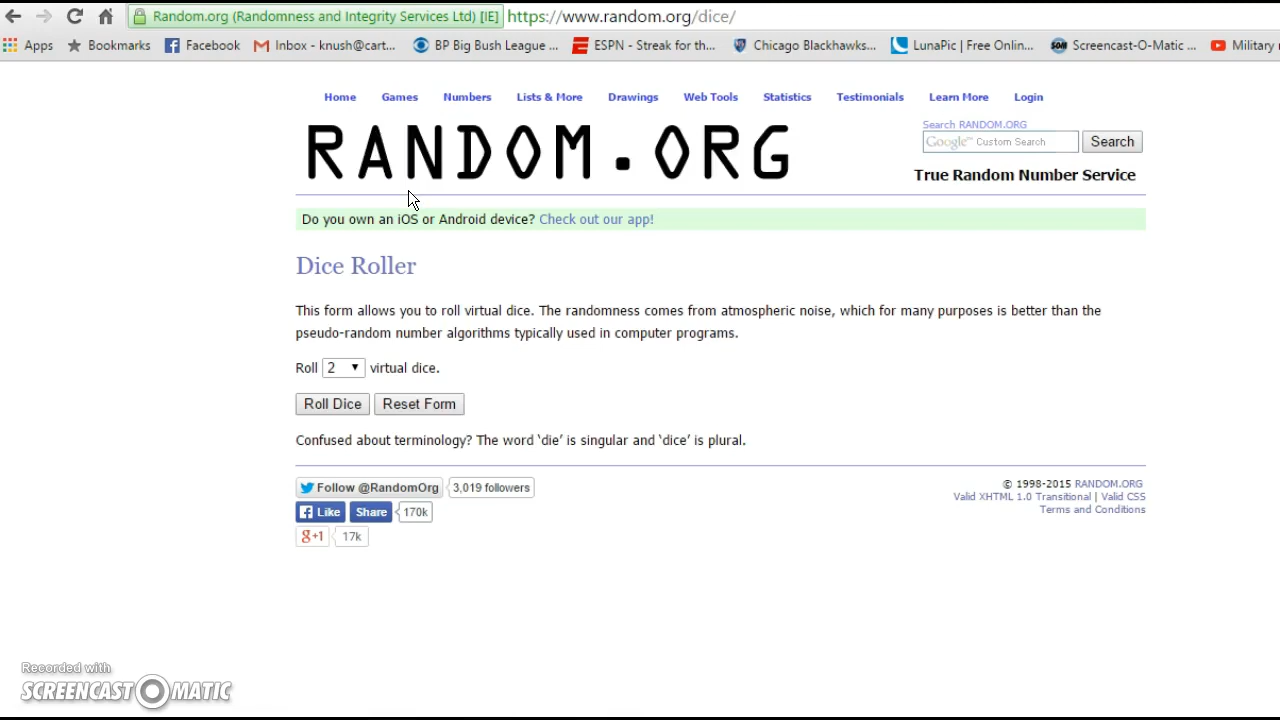 Random.org (Randomness and Integrity Services Ltd) [IE] https://www.random.org/dice/
Apps Bookmarks Facebook Inbox - knush@cart... BP Big Bush League ... ESPN - Streak for th... Chicago Blackhawks... LunaPic | Free Onlin... Screencast-O-Matic ... Military
Home Games Numbers Lists & More Drawings Web Tools Statistics Testimonials Learn More Login
RANDOM.ORG
Search RANDOM.ORG
Google™ Custom Search Search
True Random Number Service
Do you own an iOS or Android device? Check out our app!
Dice Roller
This form allows you to roll virtual dice. The randomness comes from atmospheric noise, which for many purposes is better than the
pseudo-random number algorithms typically used in computer programs.
Roll 2 virtual dice.
Roll Dice Reset Form
Confused about terminology? The word ‘die’ is singular and ‘dice’ is plural.
Follow @RandomOrg 3,019 followers
Like Share 170k
g+1 17k
© 1998-2015 RANDOM.ORG
Valid XHTML 1.0 Transitional | Valid CSS
Terms and Conditions
Recorded with
SCREENCAST-O-MATIC